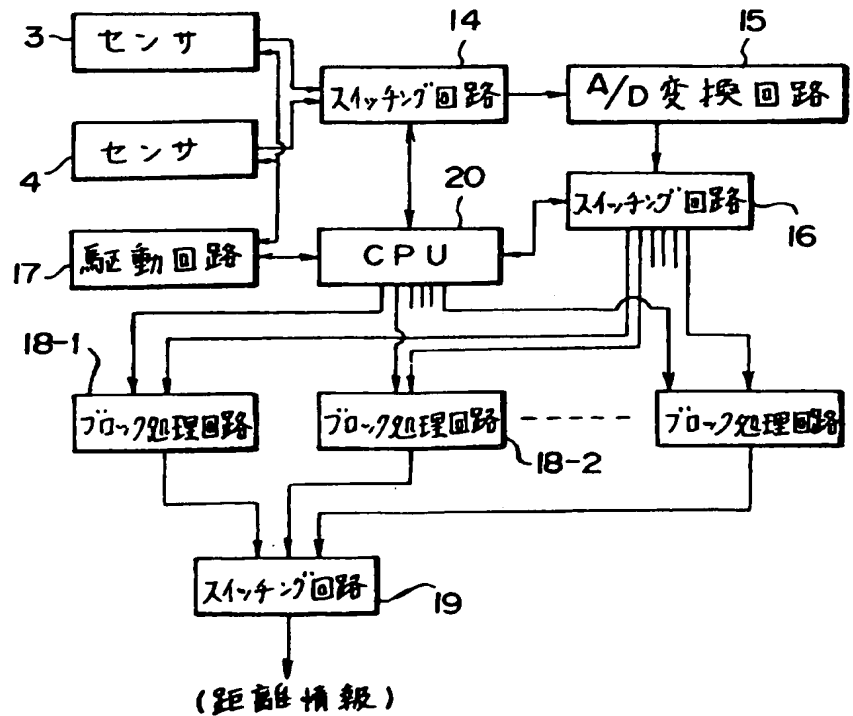 3
センサ
14
スイッチング回路
15
A/D変換回路
4
センサ
20
CPU
スイッチング回路
16
17
駆動回路
18-1
ブロック処理回路
ブロック処理回路
18-2
ブロック処理回路
スイッチング回路
19
(距離情報)